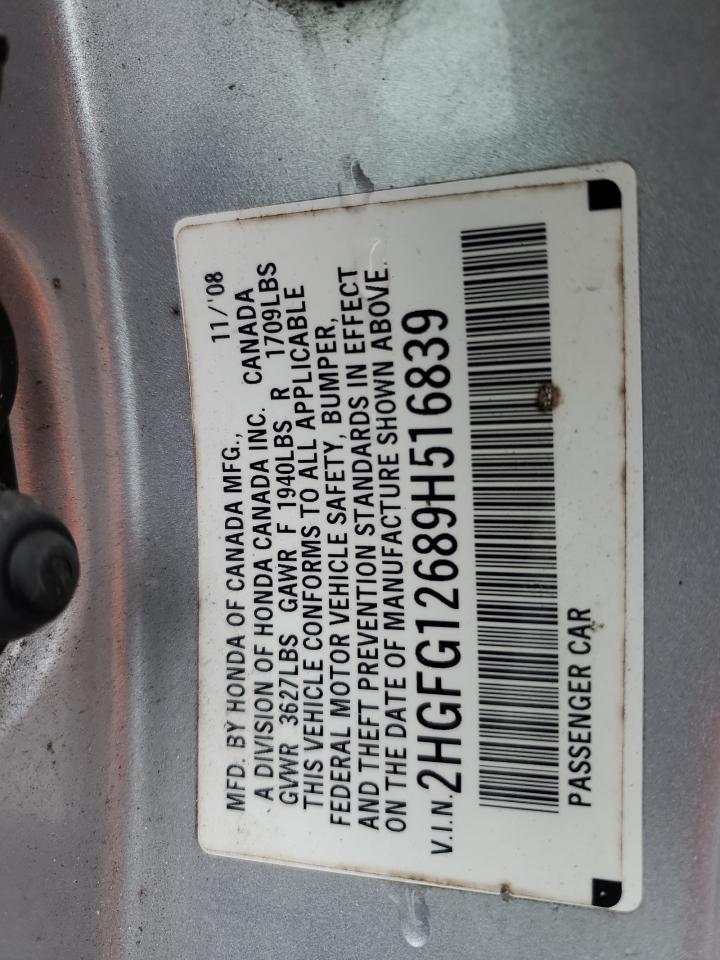 MFD. BY HONDA OF CANADA MFG., 11/'08
A DIVISION OF HONDA CANADA INC. CANADA
GVWR 3627LBS GAWR F 1940LBS R 1709LBS
THIS VEHICLE CONFORMS TO ALL APPLICABLE
FEDERAL MOTOR VEHICLE SAFETY, BUMPER,
AND THEFT PREVENTION STANDARDS IN EFFECT
ON THE DATE OF MANUFACTURE SHOWN ABOVE.
V.I.N. 2HGFG12689H516839
PASSENGER CAR